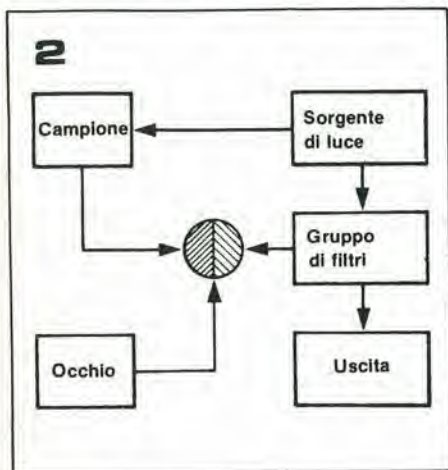 2
Campione
Sorgente
di luce
Gruppo
di filtri
Occhio
Uscita